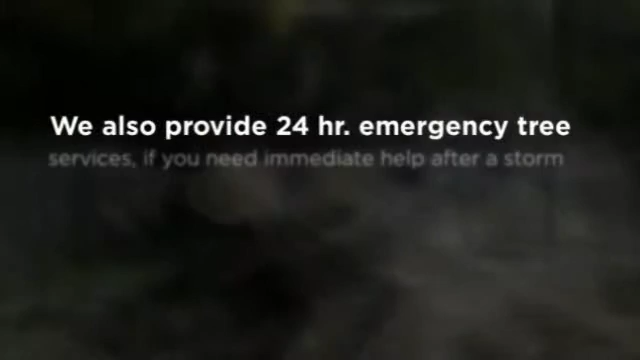 We also provide 24 hr. emergency tree
services, if you need immediate help after a storm